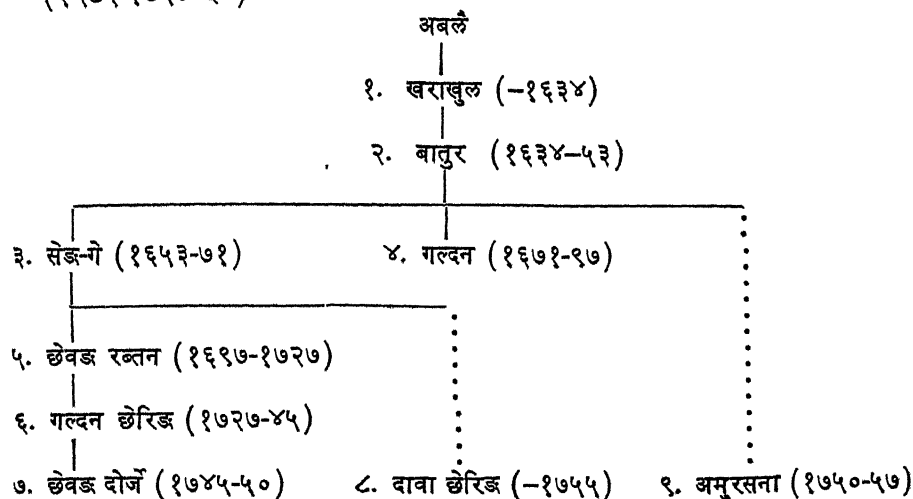 अबलै
१. खराखुल (–१६३४)
२. बातुर (१६३४–५३)
३. सेङ-गे (१६५३-७१) ४. गल्दन (१६७१-९७)
५. छेवङ रब्तन (१६९७-१७२७)
६. गल्दन छेरिङ (१७२७-४५)
७. छेवङ दोर्जे (१७४५-५०) ८. दावा छेरिङ (–१७५५) ९. अमुरसना (१७५०-५७)